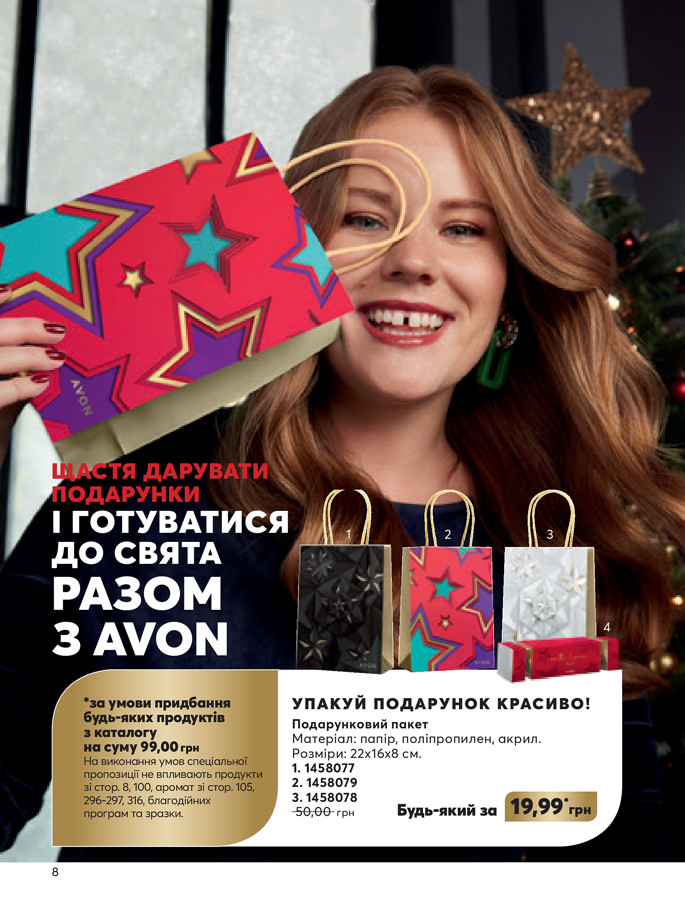 AVON
ЩАСТЯ ДАРУВАТИ
ПОДАРУНКИ
І ГОТУВАТИСЯ
ДО СВЯТА
РАЗОМ
З AVON
1
2
3
4
*за умови придбання
будь-яких продуктів
з каталогу
на суму 99,00 грн
На виконання умов спеціальної
пропозиції не впливають продукти
зі стор. 8, 100, аромат зі стор. 105,
296-297, 316, благодійних
програм та зразки.
УПАКУЙ ПОДАРУНОК КРАСИВО!
Подарунковий пакет
Матеріал: папір, поліпропилен, акрил.
Розміри: 22х16х8 см.
1. 1458077
2. 1458079
3. 1458078
50,00 грн
Будь-який за 19,99* грн
8